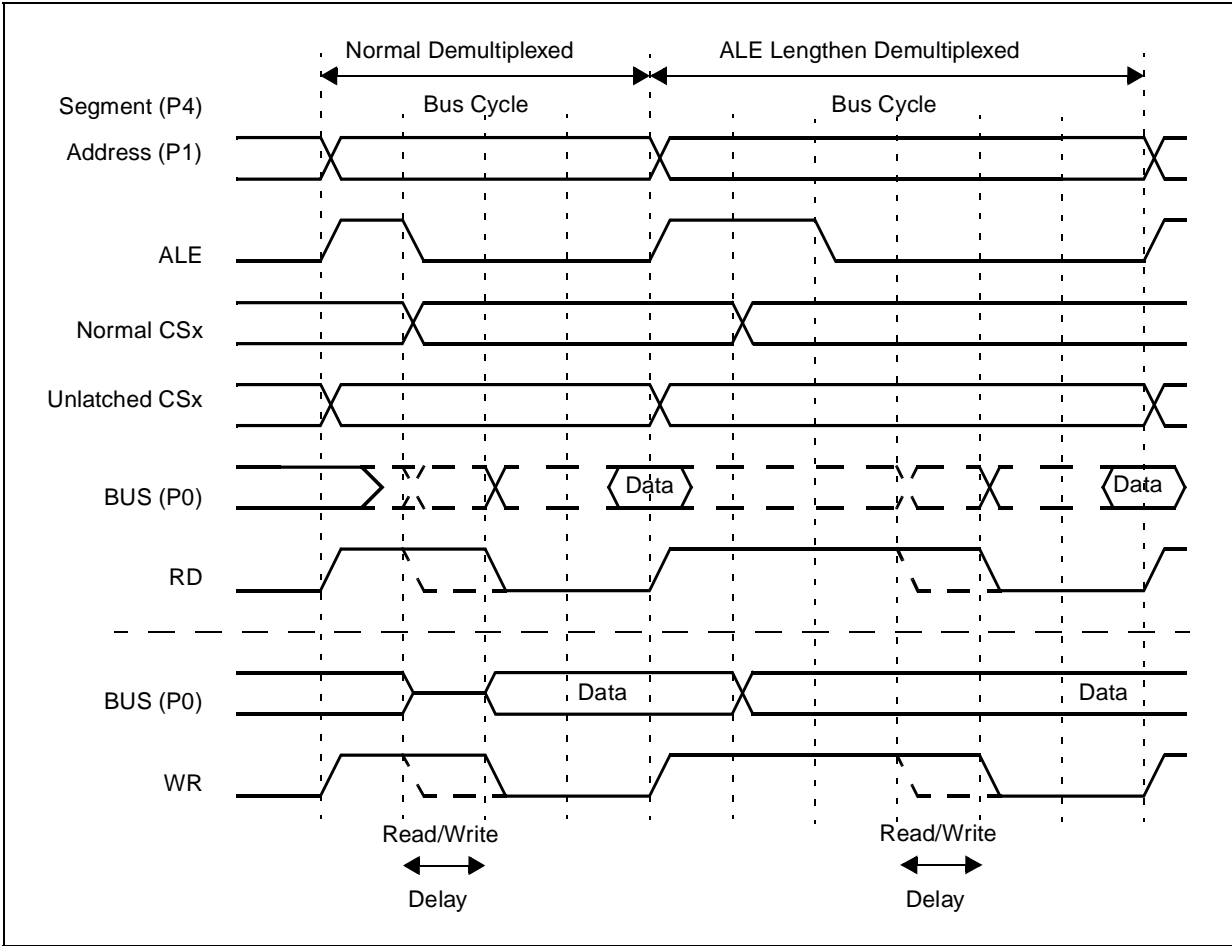 Normal Demultiplexed
ALE Lengthen Demultiplexed
Segment (P4)
Bus Cycle
Bus Cycle
Address (P1)
ALE
Normal CSx
Unlatched CSx
BUS (P0)
Data
Data
RD
BUS (P0)
Data
Data
WR
Read/Write
Read/Write
Delay
Delay